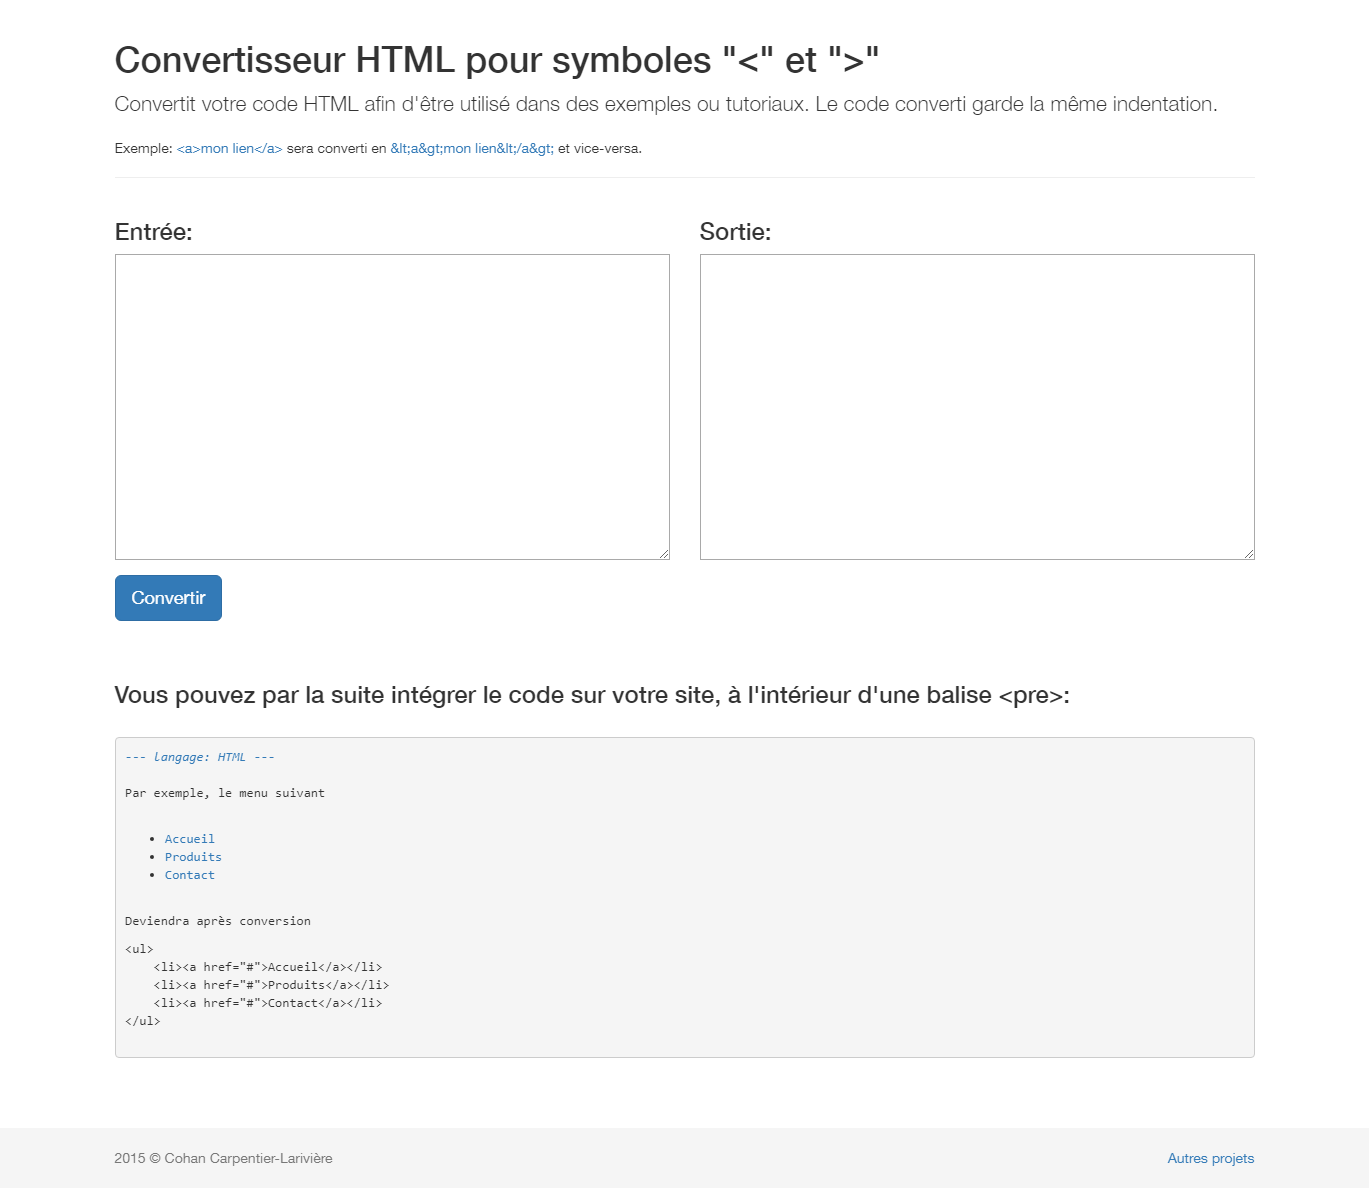 Convertisseur HTML pour symboles "<" et ">"
Convertit votre code HTML afin d'être utilisé dans des exemples ou tutoriaux. Le code converti garde la même indentation.
Exemple: <a>mon lien</a> sera converti en &lt;a&gt;mon lien&lt;/a&gt; et vice-versa.
Entrée:
Sortie:
Convertir
Vous pouvez par la suite intégrer le code sur votre site, à l'intérieur d'une balise <pre>:
--- langage: HTML ---
Par exemple, le menu suivant
• Accueil
• Produits
• Contact
Deviendra après conversion
<ul>
    <li><a href="#">Accueil</a></li>
    <li><a href="#">Produits</a></li>
    <li><a href="#">Contact</a></li>
</ul>
2015 © Cohan Carpentier-Larivière
Autres projets